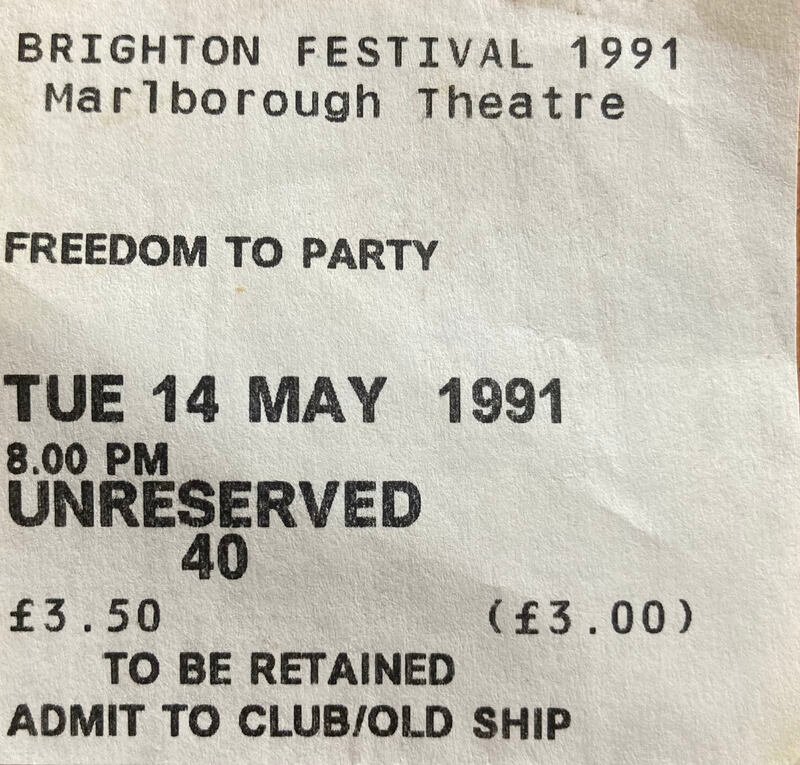 BRIGHTON FESTIVAL 1991
Marlborough Theatre
FREEDOM TO PARTY
TUE 14 MAY 1991
8.00 PM
UNRESERVED
40
£3.50 (£3.00)
TO BE RETAINED
ADMIT TO CLUB/OLD SHIP